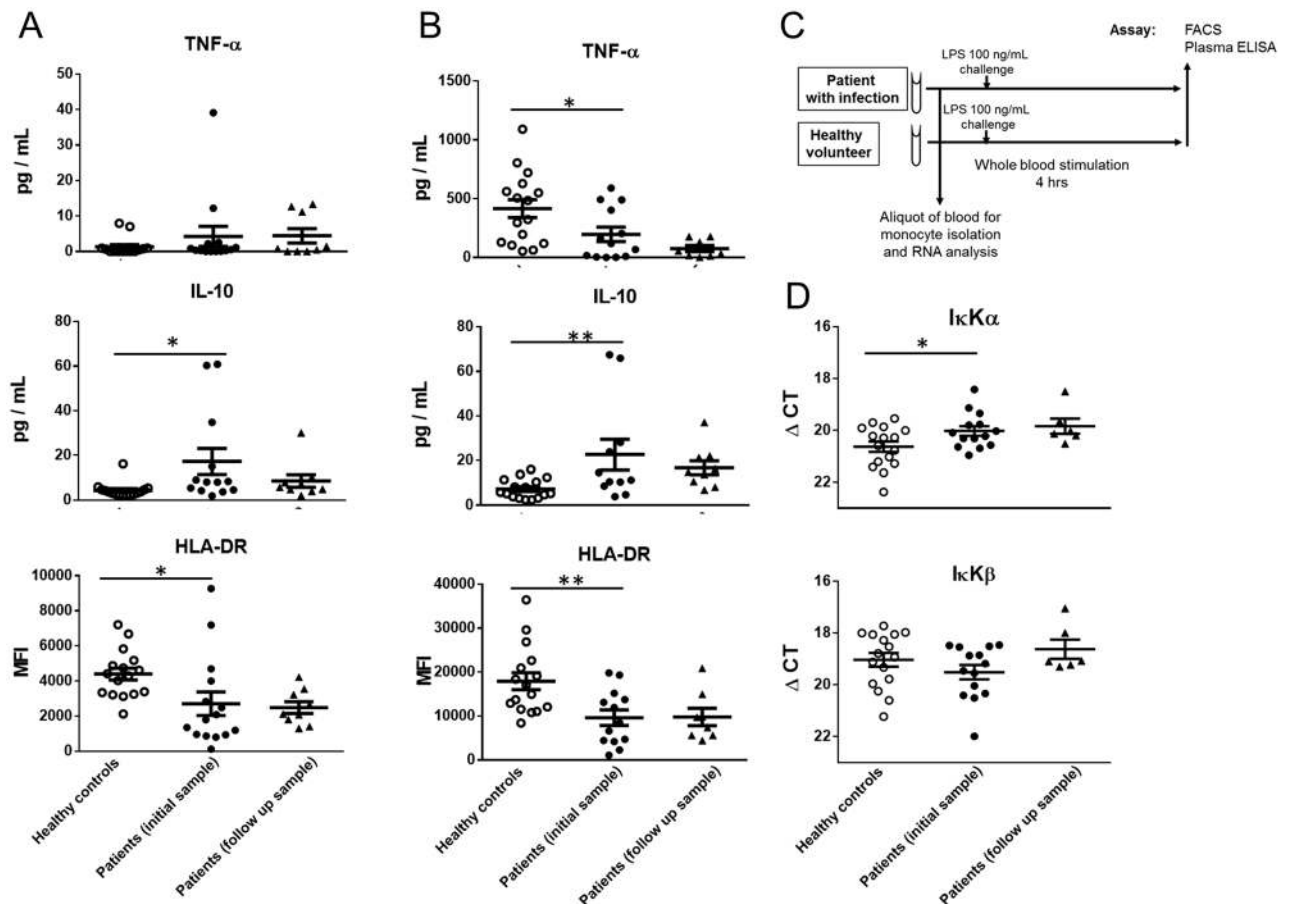 A
TNF-α
pg / mL
50
40
30
20
10
0
IL-10
*
pg / mL
80
60
40
20
0
HLA-DR
*
MFI
10000
8000
6000
4000
2000
0
Healthy controls
Patients (initial sample)
Patients (follow up sample)
B
TNF-α
*
pg / mL
1500
1000
500
0
IL-10
**
pg / mL
80
60
40
20
0
HLA-DR
**
MFI
40000
30000
20000
10000
0
Healthy controls
Patients (initial sample)
Patients (follow up sample)
C
Assay:
FACS
Plasma ELISA
LPS 100 ng/mL
challenge
Patient
with infection
LPS 100 ng/mL
challenge
Healthy
volunteer
Whole blood stimulation
4 hrs
Aliquot of blood for
monocyte isolation
and RNA analysis
D
IκKα
*
Δ CT
16
18
20
22
IκKβ
Δ CT
16
18
20
22
Healthy controls
Patients (initial sample)
Patients (follow up sample)